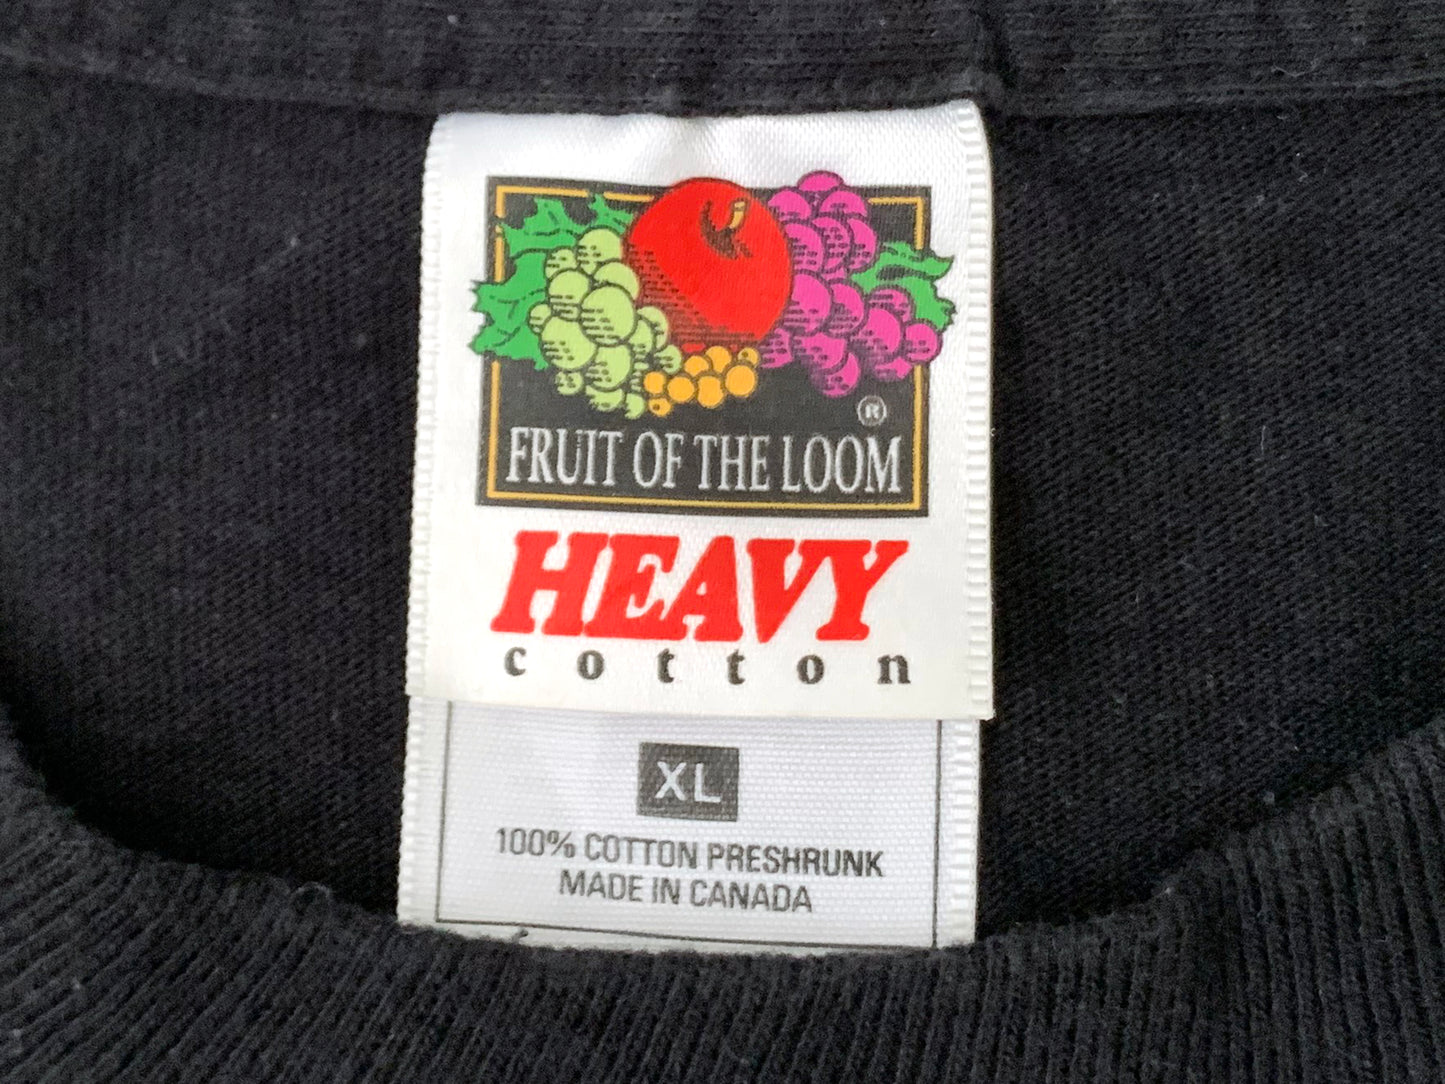 ®
FRUIT OF THE LOOM
HEAVY
cotton
XL
100% COTTON PRESHRUNK
MADE IN CANADA